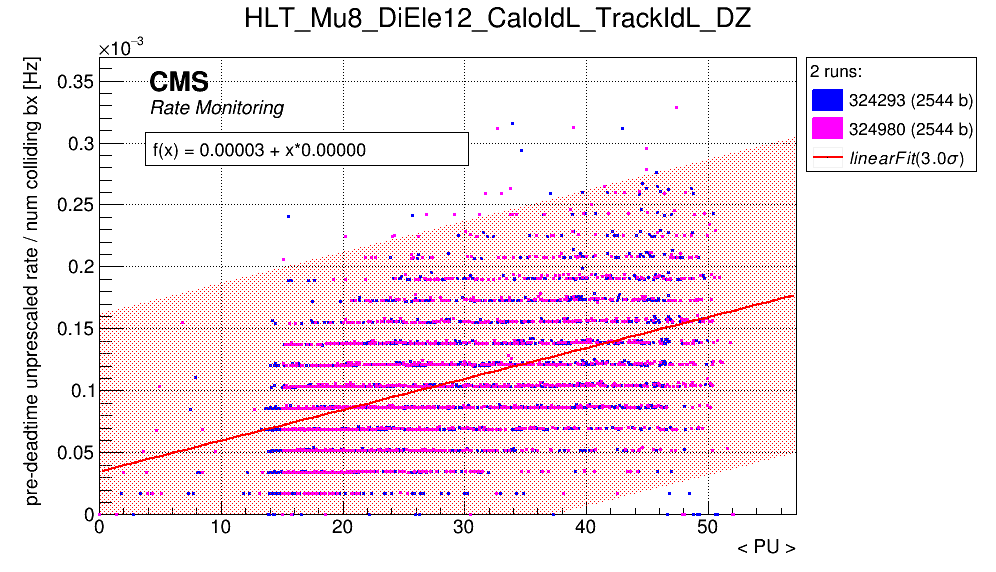 HLT_Mu8_DiEle12_CaloIdL_TrackIdL_DZ
×10⁻³
pre-deadtime unprescaled rate / num colliding bx [Hz]
0.35
0.3
0.25
0.2
0.15
0.1
0.05
0
CMS
Rate Monitoring
f(x) = 0.00003 + x*0.00000
2 runs:
324293 (2544 b)
324980 (2544 b)
linearFit(3.0σ)
0 10 20 30 40 50
< PU >